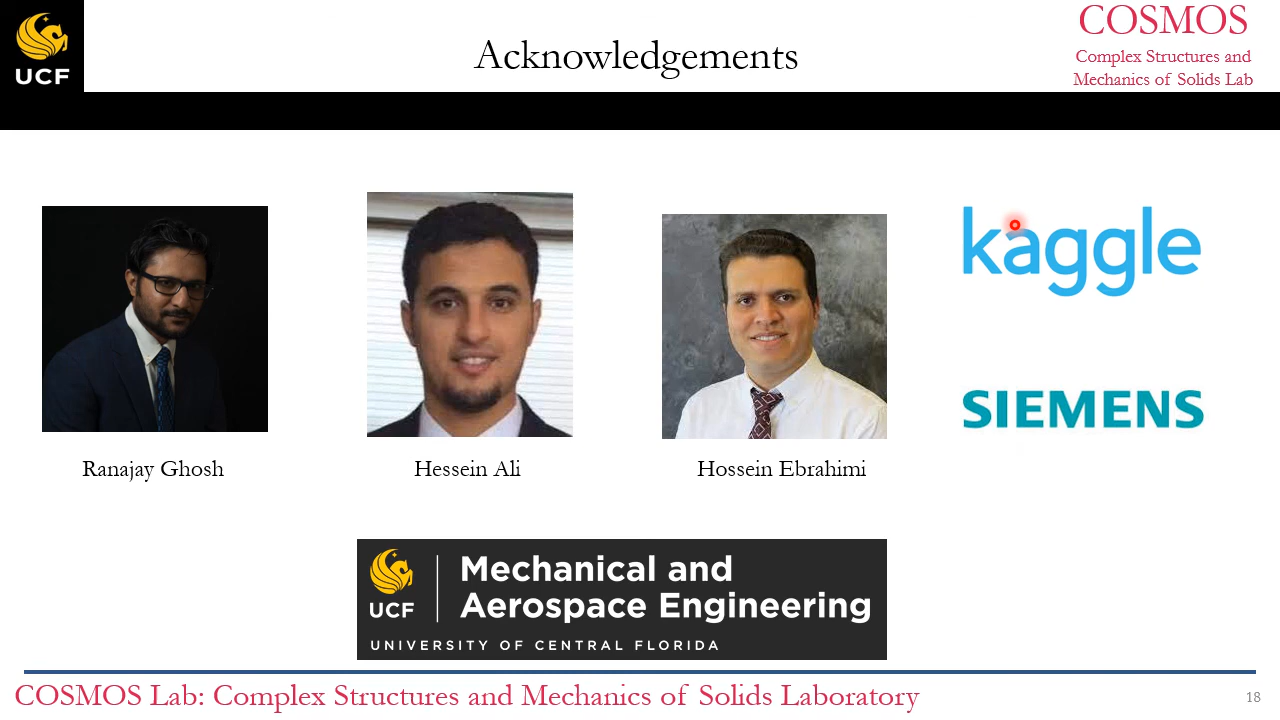 UCF
Acknowledgements
COSMOS
Complex Structures and
Mechanics of Solids Lab
kaggle
SIEMENS
Ranajay Ghosh
Hessein Ali
Hossein Ebrahimi
UCF
Mechanical and
Aerospace Engineering
UNIVERSITY OF CENTRAL FLORIDA
COSMOS Lab: Complex Structures and Mechanics of Solids Laboratory
18